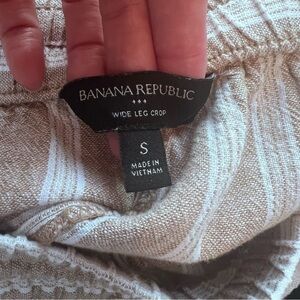 BANANA REPUBLIC
WIDE LEG CROP
S
MADE IN
VIETNAM